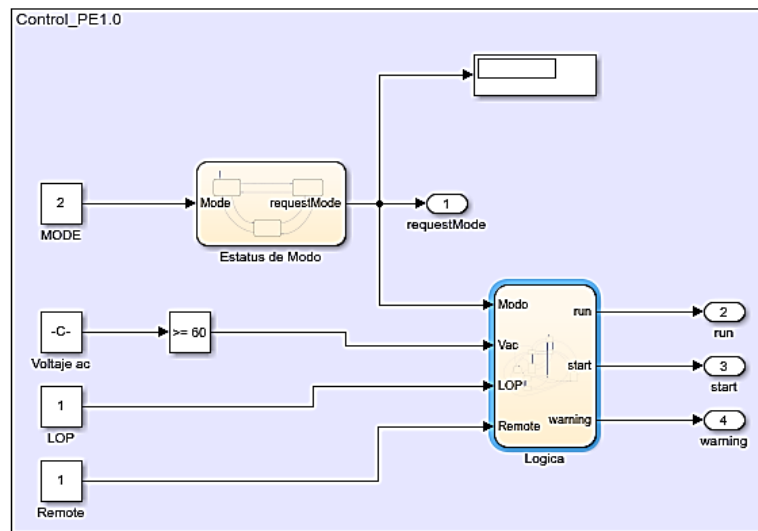 Control_PE1.0
2
MODE
Mode
requestMode
Estatus de Modo
1
requestMode
-C-
Voltaje ac
>= 60
1
LOP
1
Remote
Modo
Vac
LOP
Remote
run
start
warning
Logica
2
run
3
start
4
warning